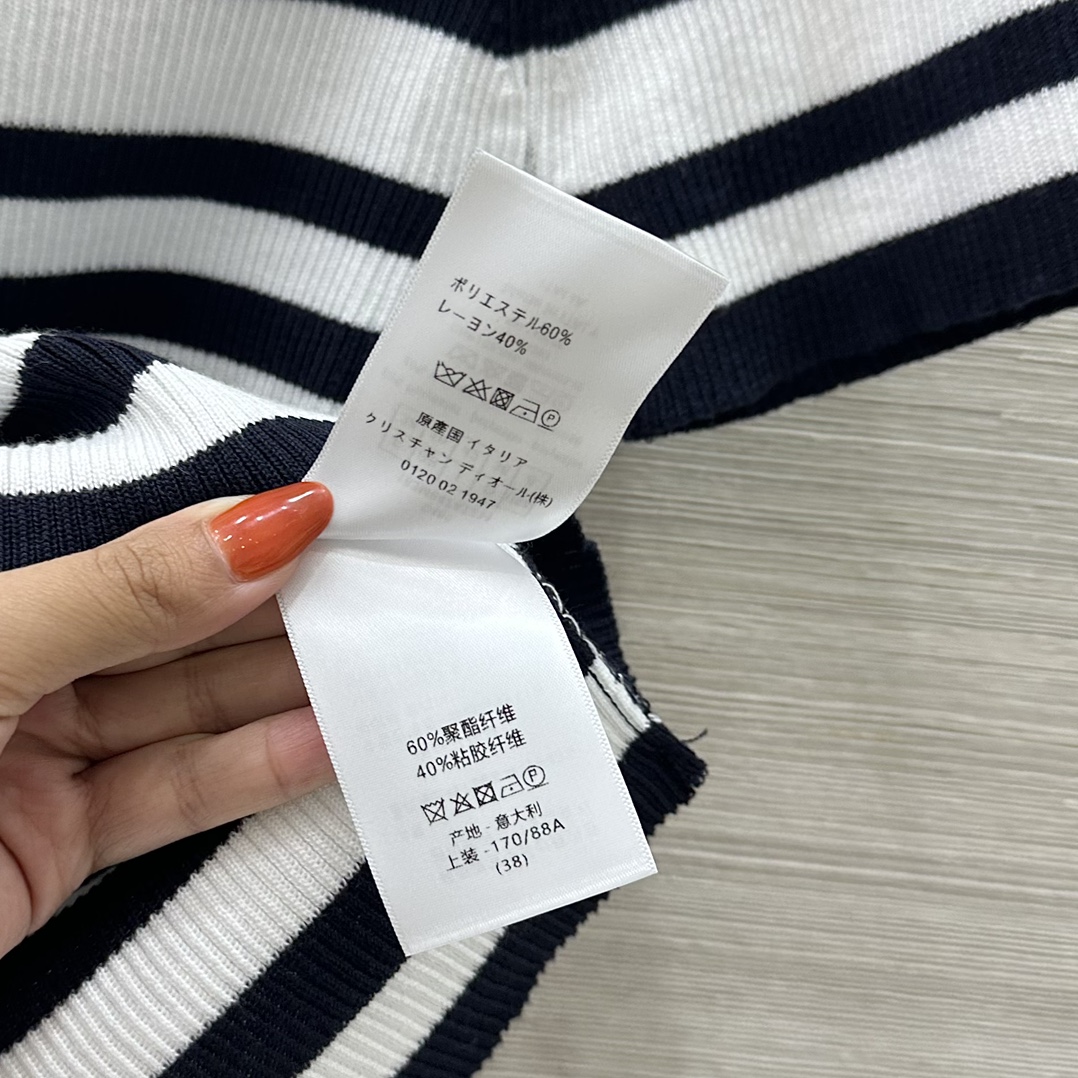 ポリエステル60%
レーヨン40%
P
原産国 イタリア
クリスチャン ディオール(株)
0120 02 1947
60%聚酯纤维
40%粘胶纤维
P
产地 - 意大利
上装 -170/88A
(38)